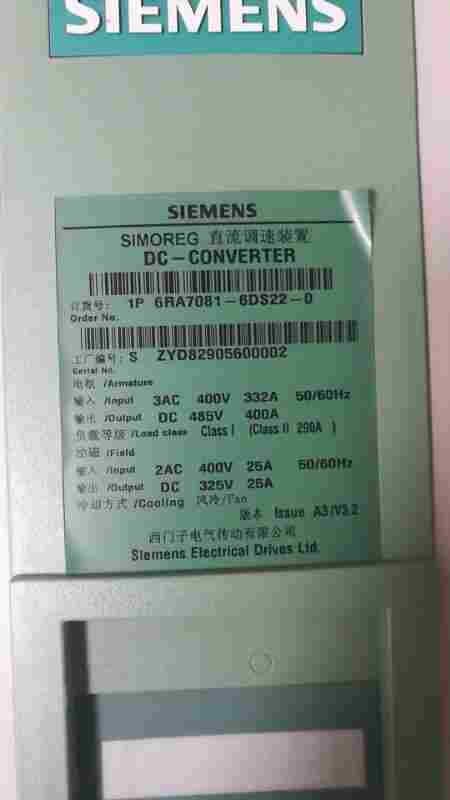 SIEMENS
SIEMENS
SIMOREG 直流调速装置
DC-CONVERTER
订货号: 1P 6RA7081-6DS22-0
Order No.
工厂编号: S ZYD82905600002
Serial No.
电枢 /Armature
输入 /Input 3AC 400V 332A 50/60Hz
输出 /Output DC 485V 400A
负载等级 /Load class Class I (Class II 290A )
励磁 /Field
输入 /Input 2AC 400V 25A 50/60Hz
输出 /Output DC 325V 25A
冷却方式 /Cooling 风冷/Fan
版本 Issue A3/V3.2
西门子电气传动有限公司
Siemens Electrical Drives Ltd.